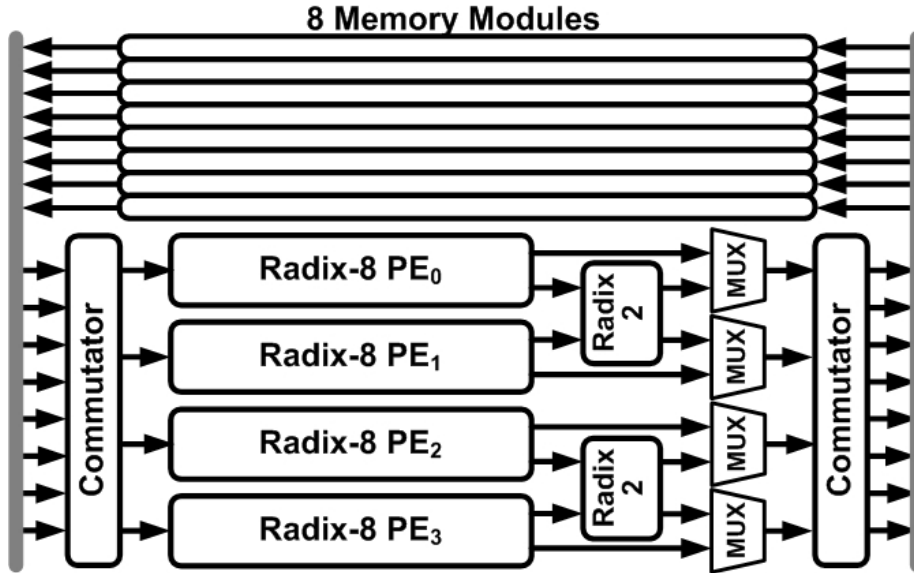 8 Memory Modules
Commutator
Radix-8 PE0
Radix-8 PE1
Radix-8 PE2
Radix-8 PE3
Radix
2
Radix
2
MUX
MUX
MUX
MUX
Commutator